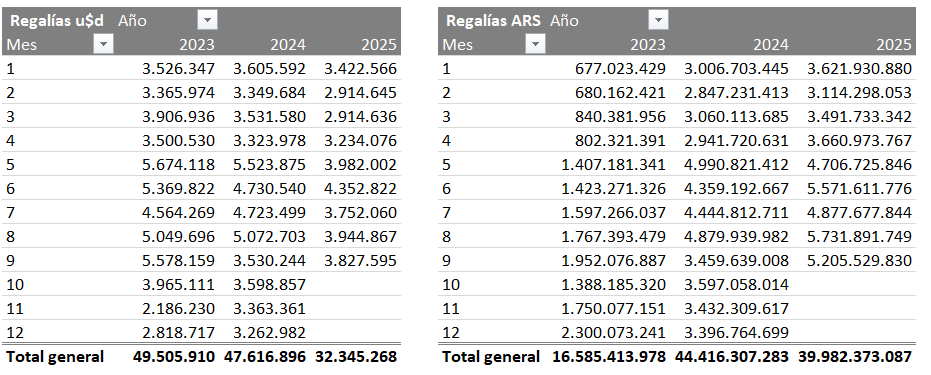 Regalías u$d Año
Mes 2023 2024 2025
1 3.526.347 3.605.592 3.422.566
2 3.365.974 3.349.684 2.914.645
3 3.906.936 3.531.580 2.914.636
4 3.500.530 3.323.978 3.234.076
5 5.674.118 5.523.875 3.982.002
6 5.369.822 4.730.540 4.352.822
7 4.564.269 4.723.499 3.752.060
8 5.049.696 5.072.703 3.944.867
9 5.578.159 3.530.244 3.827.595
10 3.965.111 3.598.857
11 2.186.230 3.363.361
12 2.818.717 3.262.982
Total general 49.505.910 47.616.896 32.345.268
Regalías ARS Año
Mes 2023 2024 2025
1 677.023.429 3.006.703.445 3.621.930.880
2 680.162.421 2.847.231.413 3.114.298.053
3 840.381.956 3.060.113.685 3.491.733.342
4 802.321.391 2.941.720.631 3.660.973.767
5 1.407.181.341 4.990.821.412 4.706.725.846
6 1.423.271.326 4.359.192.667 5.571.611.776
7 1.597.266.037 4.444.812.711 4.877.677.844
8 1.767.393.479 4.879.939.982 5.731.891.749
9 1.952.076.887 3.459.639.008 5.205.529.830
10 1.388.185.320 3.597.058.014
11 1.750.077.151 3.432.309.617
12 2.300.073.241 3.396.764.699
Total general 16.585.413.978 44.416.307.283 39.982.373.087